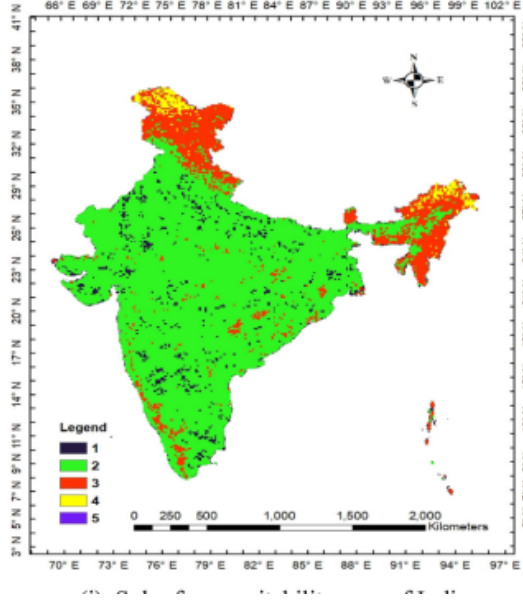 66° E 69° E 72° E 75° E 78° E 81° E 84° E 87° E 90° E 93° E 96° E 99° E 102° E
41° N
38° N
35° N
32° N
29° N
26° N
23° N
20° N
17° N
14° N
11° N
9° N
7° N
5° N
3° N
N
W E
S
Legend
1
2
3
4
5
0 250 500 1,000 1,500 2,000
Kilometers
70° E 73° E 76° E 79° E 82° E 85° E 88° E 91° E 94° E 97° E